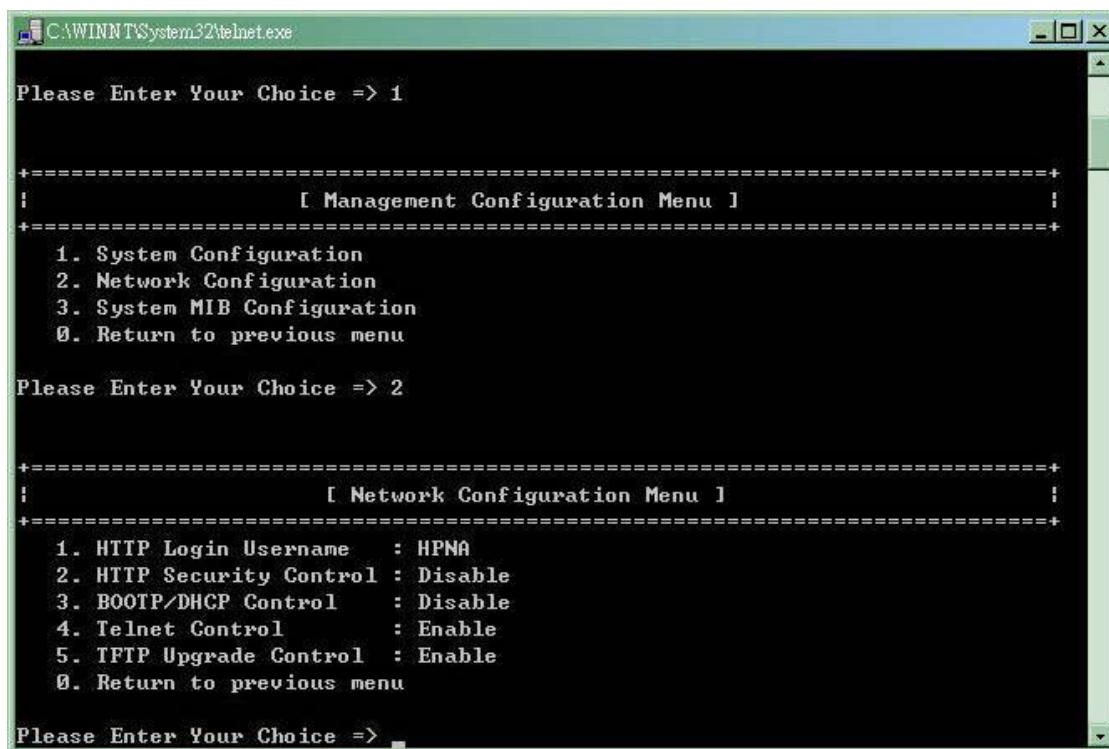 C:\WINNT\System32\telnet.exe
Please Enter Your Choice => 1
+============================================================================+
¦ [ Management Configuration Menu ] ¦
+============================================================================+
1. System Configuration
2. Network Configuration
3. System MIB Configuration
0. Return to previous menu
Please Enter Your Choice => 2
+============================================================================+
¦ [ Network Configuration Menu ] ¦
+============================================================================+
1. HTTP Login Username : HPNA
2. HTTP Security Control : Disable
3. BOOTP/DHCP Control : Disable
4. Telnet Control : Enable
5. TFTP Upgrade Control : Enable
0. Return to previous menu
Please Enter Your Choice => _